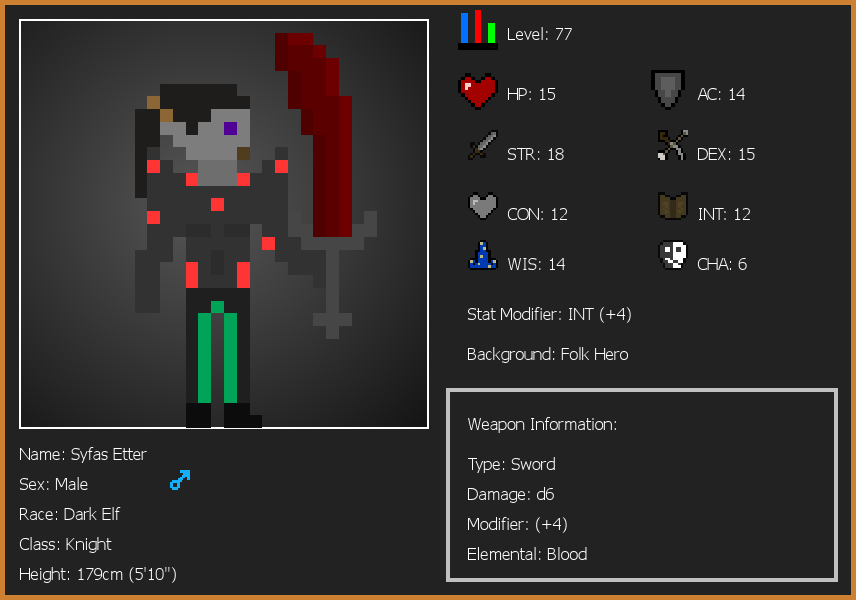 Level: 77
HP: 15
AC: 14
STR: 18
DEX: 15
CON: 12
INT: 12
WIS: 14
CHA: 6
Stat Modifier: INT (+4)
Background: Folk Hero
Weapon Information:
Type: Sword
Damage: d6
Modifier: (+4)
Elemental: Blood
Name: Syfas Etter
Sex: Male
Race: Dark Elf
Class: Knight
Height: 179cm (5'10")